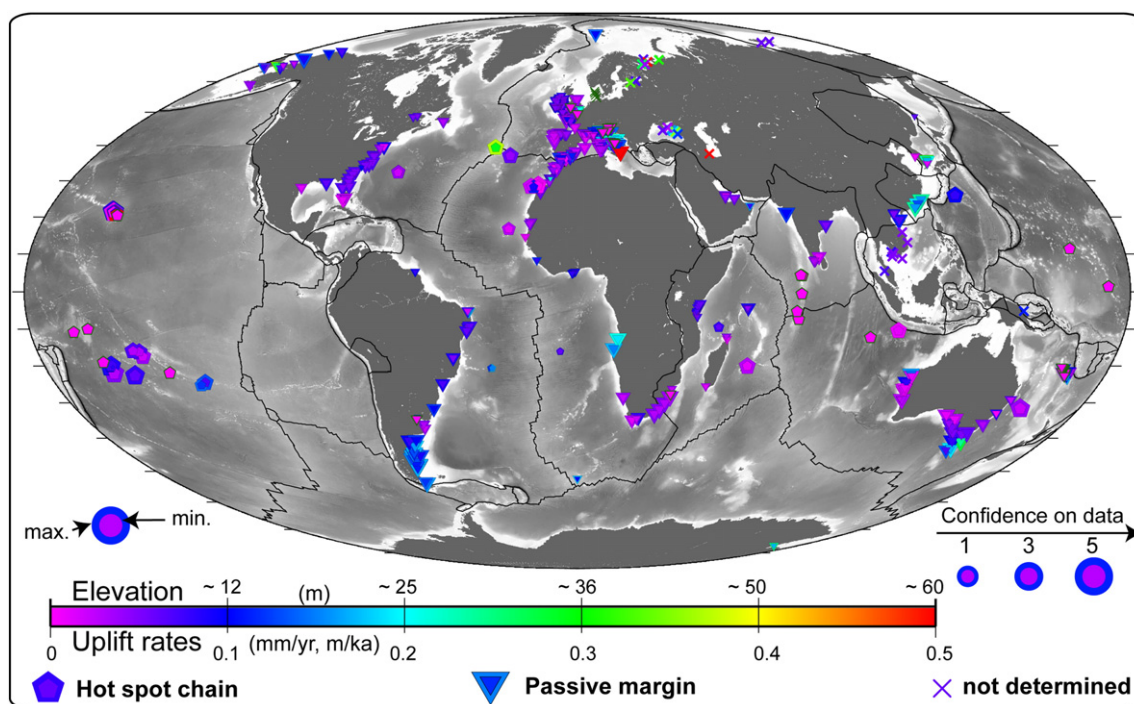 max.
min.
Confidence on data
1 3 5
Elevation ~ 12 (m) ~ 25 ~ 36 ~ 50 ~ 60
Uplift rates
0 0.1 (mm/yr, m/ka) 0.2 0.3 0.4 0.5
Hot spot chain Passive margin not determined